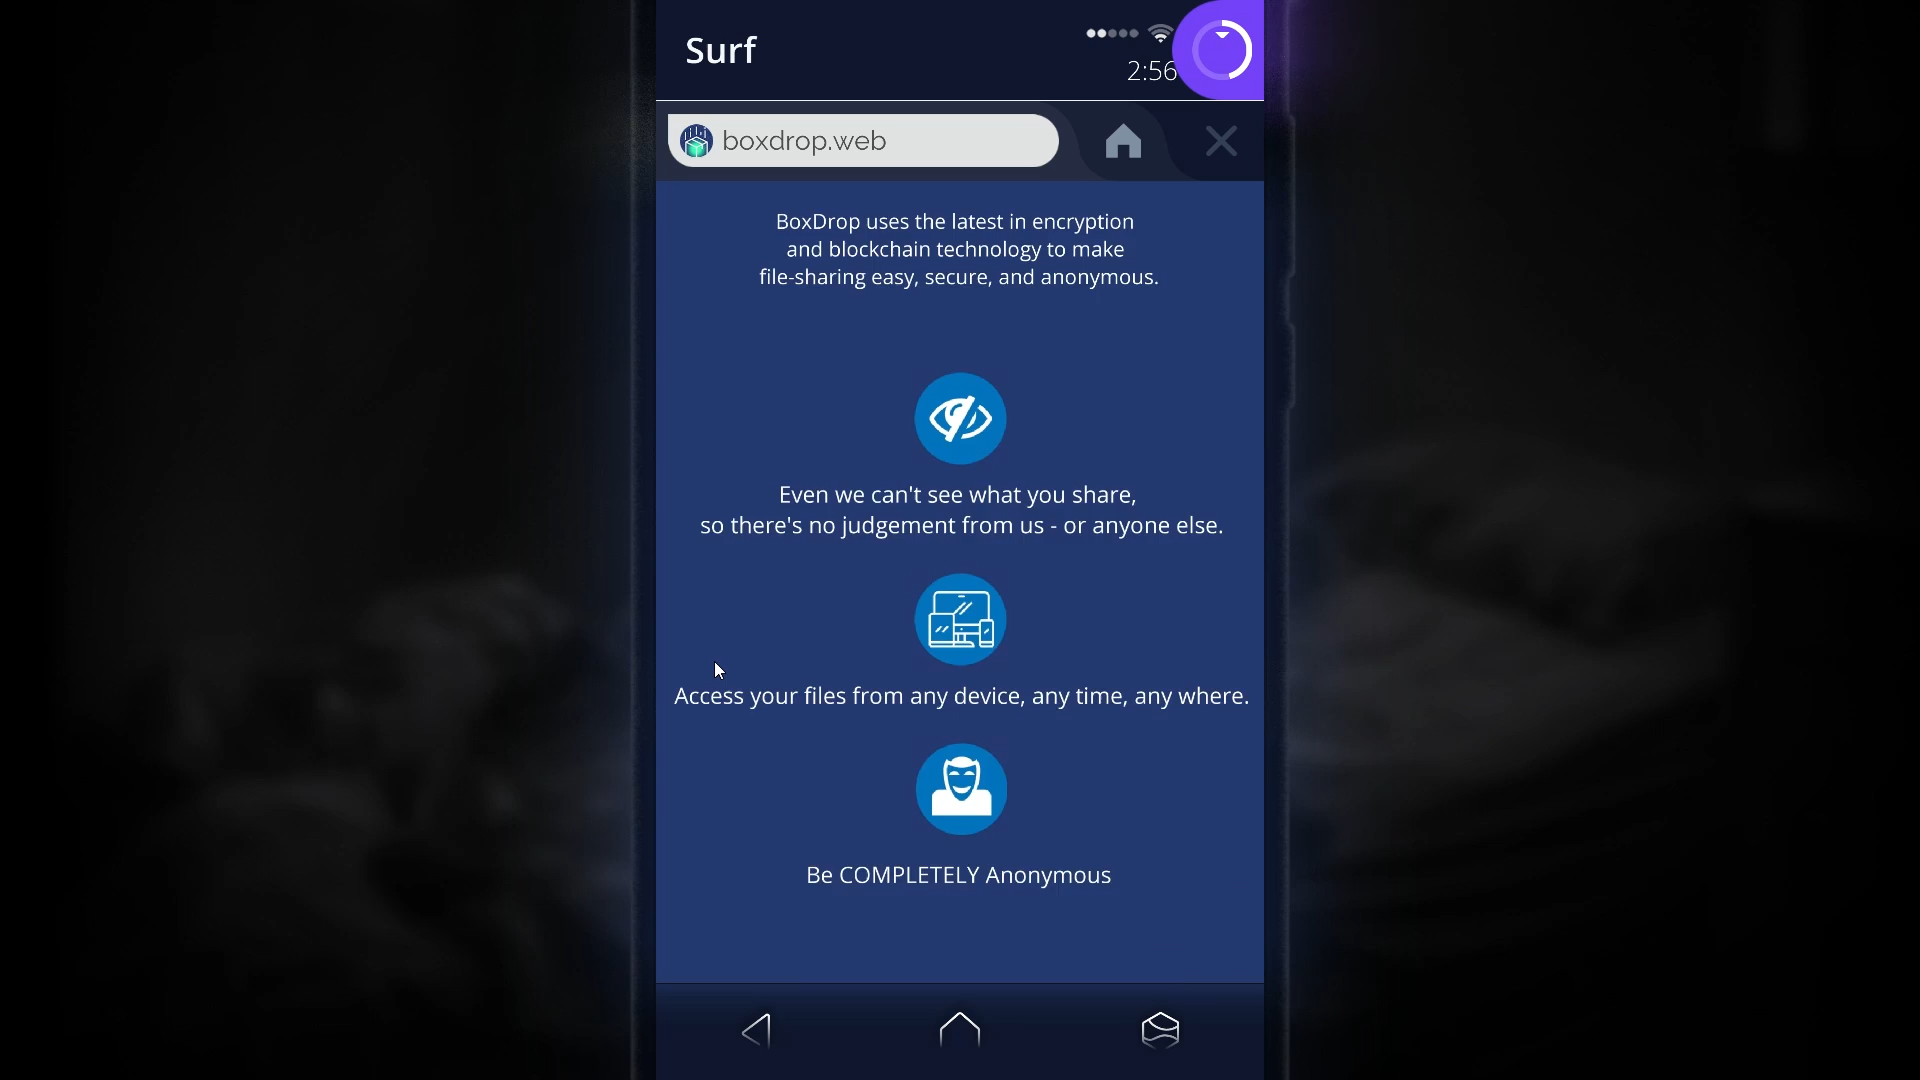 Surf
2:56
boxdrop.web
BoxDrop uses the latest in encryption
and blockchain technology to make
file-sharing easy, secure, and anonymous.
Even we can't see what you share,
so there's no judgement from us - or anyone else.
Access your files from any device, any time, any where.
Be COMPLETELY Anonymous